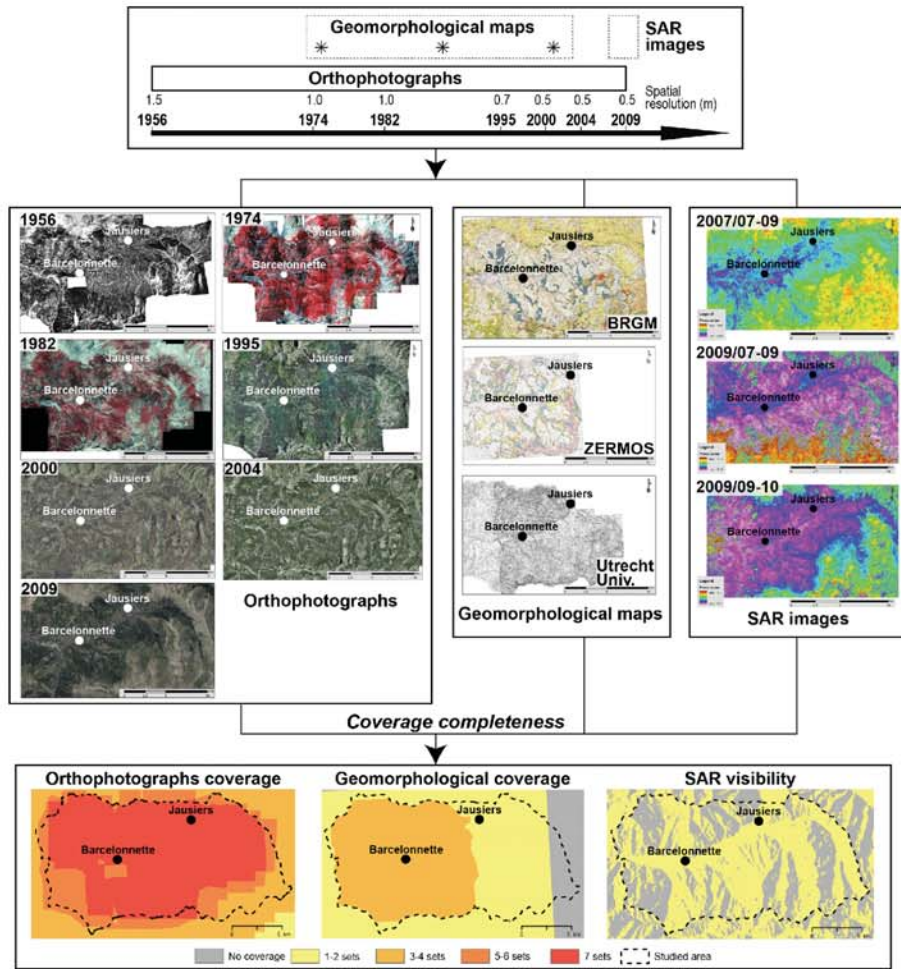 Geomorphological maps
SAR images
Orthophotographs
Spatial resolution (m)
1.5 1.0 1.0 0.7 0.5 0.5 0.5
1956 1974 1982 1995 2000 2004 2009
1956
Jausiers
Barcelonnette
1974
Jausiers
Barcelonnette
1982
Jausiers
Barcelonnette
1995
Jausiers
Barcelonnette
2000
Jausiers
Barcelonnette
2004
Jausiers
Barcelonnette
2009
Jausiers
Barcelonnette
Orthophotographs
Jausiers
Barcelonnette
BRGM
Jausiers
Barcelonnette
ZERMOS
Jausiers
Barcelonnette
Utrecht
Univ.
Geomorphological maps
2007/07-09
Jausiers
Barcelonnette
2009/07-09
Jausiers
Barcelonnette
2009/09-10
Jausiers
Barcelonnette
SAR images
Coverage completeness
Orthophotographs coverage
Jausiers
Barcelonnette
Geomorphological coverage
Jausiers
Barcelonnette
SAR visibility
Jausiers
Barcelonnette
No coverage 1-2 sets 3-4 sets 5-6 sets 7 sets Studied area